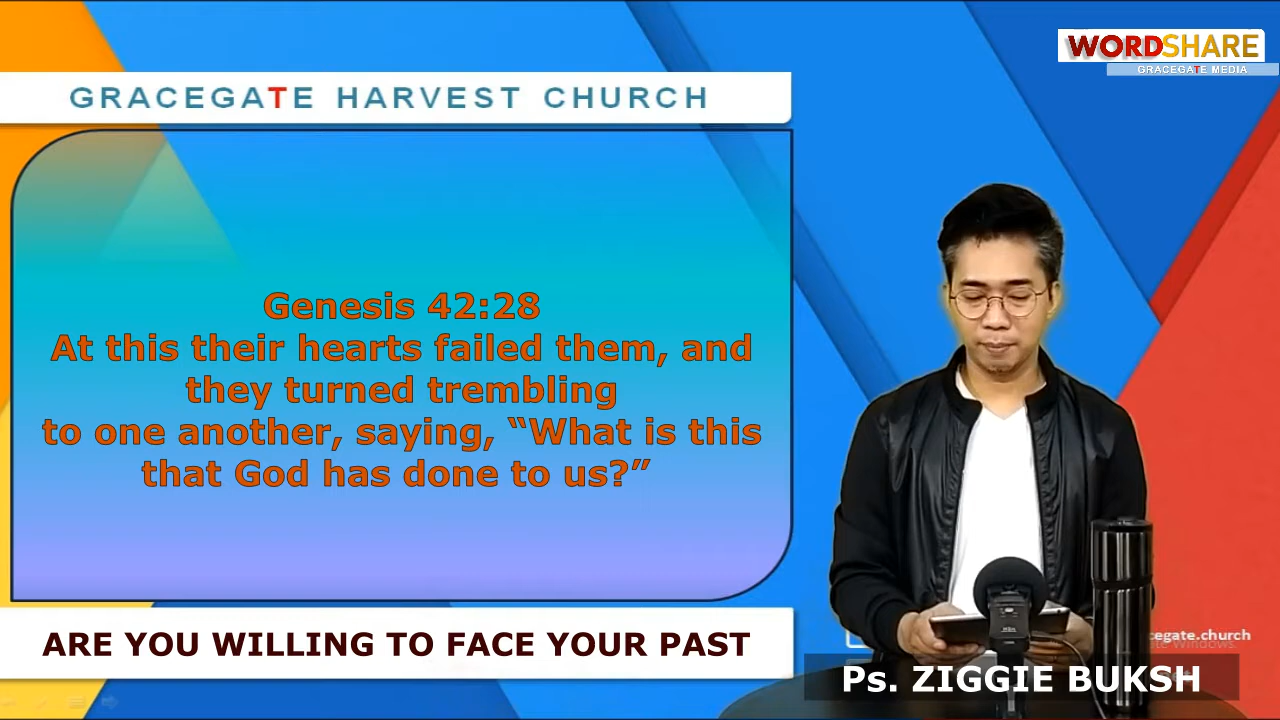 WORDSHARE
GRACEGATE MEDIA
GRACEGATE HARVEST CHURCH
Genesis 42:28
At this their hearts failed them, and
they turned trembling
to one another, saying, “What is this
that God has done to us?”
ARE YOU WILLING TO FACE YOUR PAST
cegate.church
Windows.
Ps. ZIGGIE BUKSH